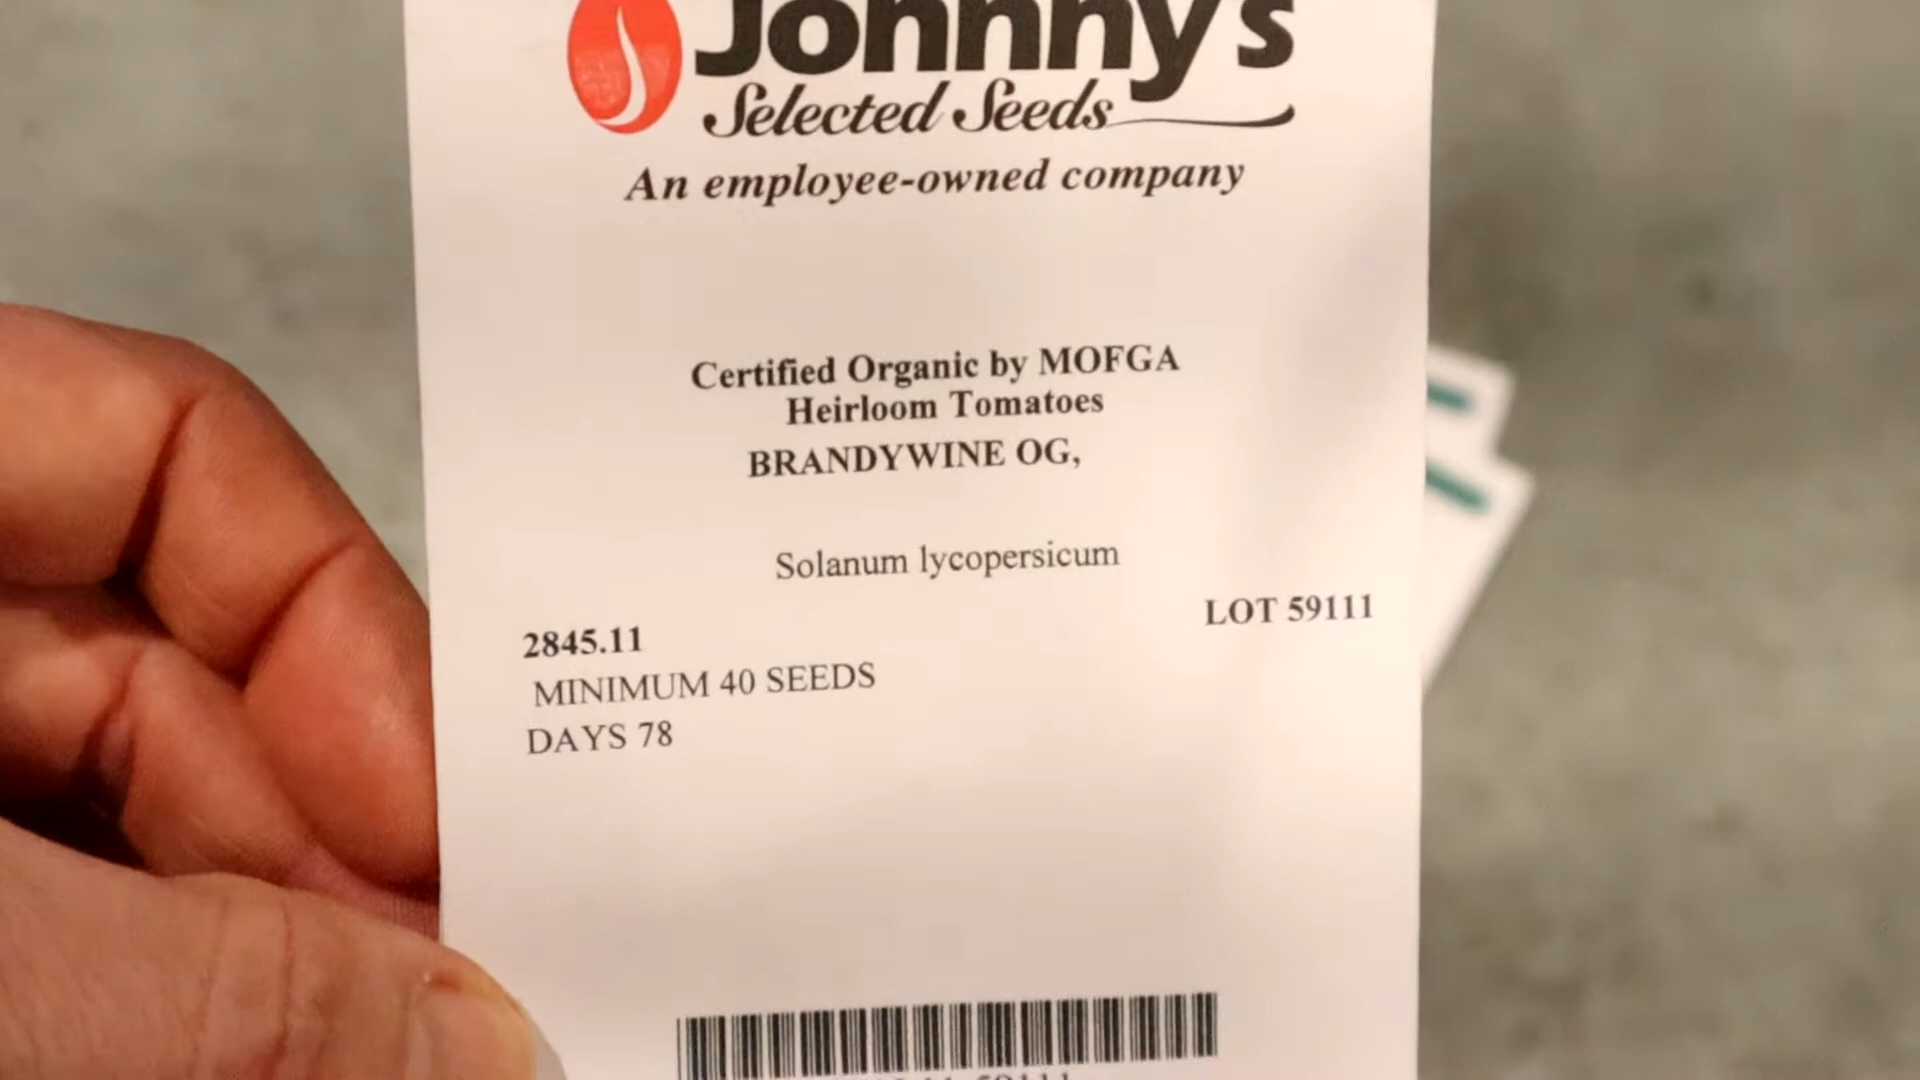 Johnny's
Selected Seeds
An employee-owned company
Certified Organic by MOFGA
Heirloom Tomatoes
BRANDYWINE OG,
Solanum lycopersicum
LOT 59111
2845.11
MINIMUM 40 SEEDS
DAYS 78